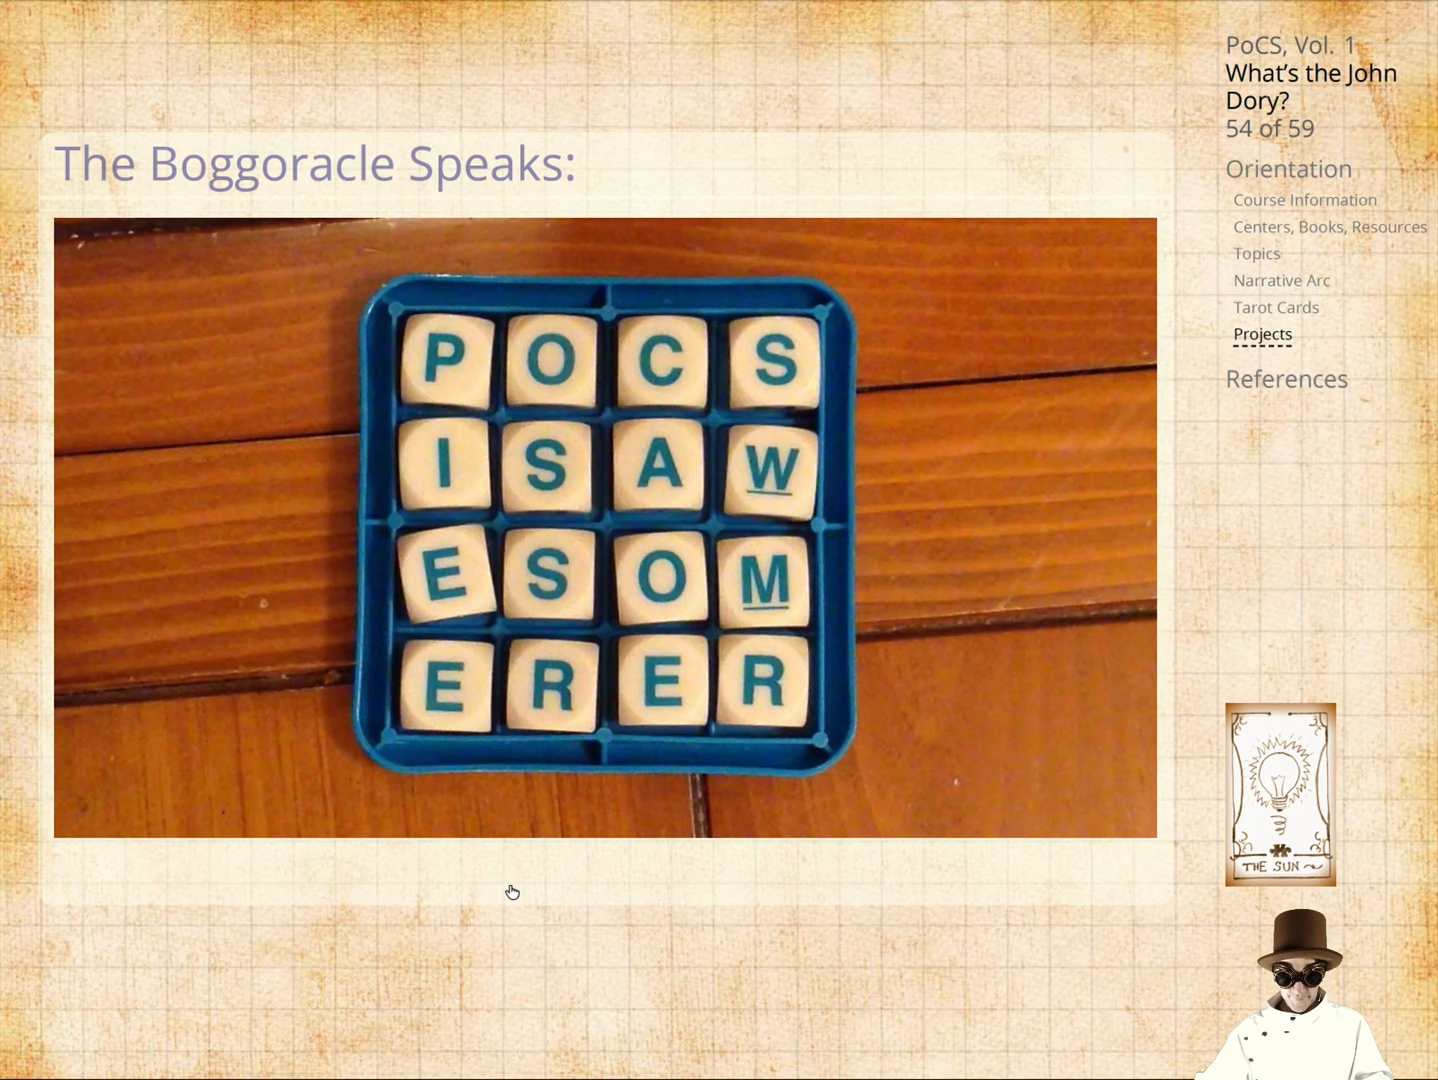 The Boggoracle Speaks:
P O C S
I S A W
E S O M
E R E R
PoCS, Vol. 1
What's the John
Dory?
54 of 59
Orientation
Course Information
Centers, Books, Resources
Topics
Narrative Arc
Tarot Cards
Projects
References
THE SUN